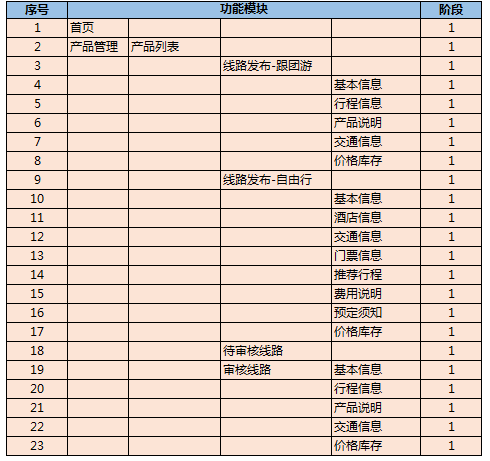 序号 功能模块 阶段
1 首页 1
2 产品管理 产品列表 1
3 线路发布-跟团游 1
4 基本信息 1
5 行程信息 1
6 产品说明 1
7 交通信息 1
8 价格库存 1
9 线路发布-自由行 1
10 基本信息 1
11 酒店信息 1
12 交通信息 1
13 门票信息 1
14 推荐行程 1
15 费用说明 1
16 预定须知 1
17 价格库存 1
18 待审核线路 1
19 审核线路 基本信息 1
20 行程信息 1
21 产品说明 1
22 交通信息 1
23 价格库存 1